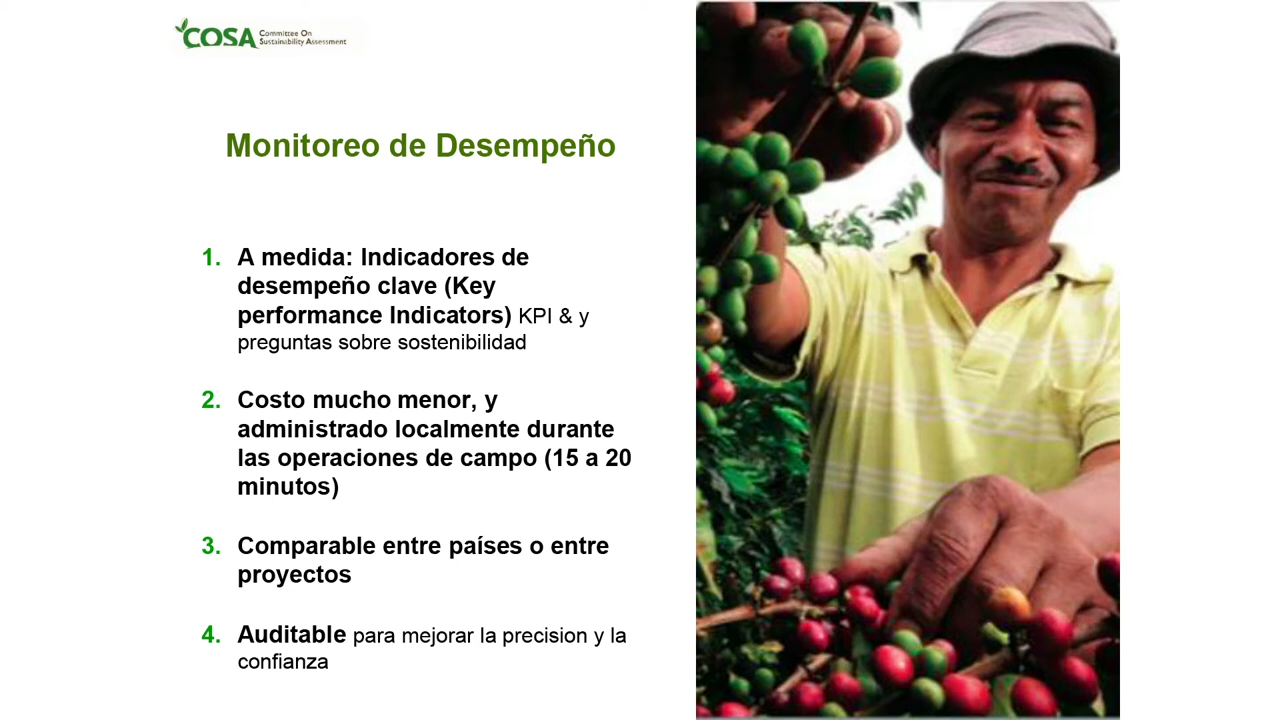 COSA Committee On
Sustainability Assessment
Monitoreo de Desempeño
1. A medida: Indicadores de
desempeño clave (Key
performance Indicators) KPI & y
preguntas sobre sostenibilidad
2. Costo mucho menor, y
administrado localmente durante
las operaciones de campo (15 a 20
minutos)
3. Comparable entre países o entre
proyectos
4. Auditable para mejorar la precision y la
confianza